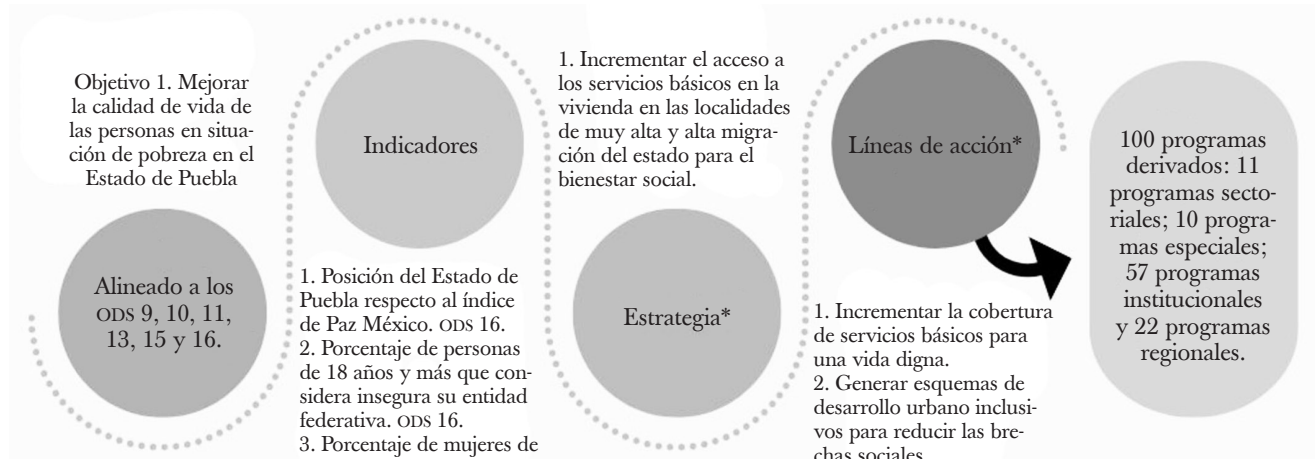 Objetivo 1. Mejorar
la calidad de vida de
las personas en situa-
ción de pobreza en el
Estado de Puebla
Alineado a los
ODS 9, 10, 11,
13, 15 y 16.
Indicadores
1. Posición del Estado de
Puebla respecto al índice
de Paz México. ODS 16.
2. Porcentaje de personas
de 18 años y más que con-
sidera insegura su entidad
federativa. ODS 16.
3. Porcentaje de mujeres de
1. Incrementar el acceso a
los servicios básicos en la
vivienda en las localidades
de muy alta y alta migra-
ción del estado para el
bienestar social.
Estrategia*
Líneas de acción*
1. Incrementar la cobertura
de servicios básicos para
una vida digna.
2. Generar esquemas de
desarrollo urbano inclusi-
vos para reducir las bre-
chas sociales
100 programas
derivados: 11
programas secto-
riales; 10 progra-
mas especiales;
57 programas
institucionales
y 22 programas
regionales.